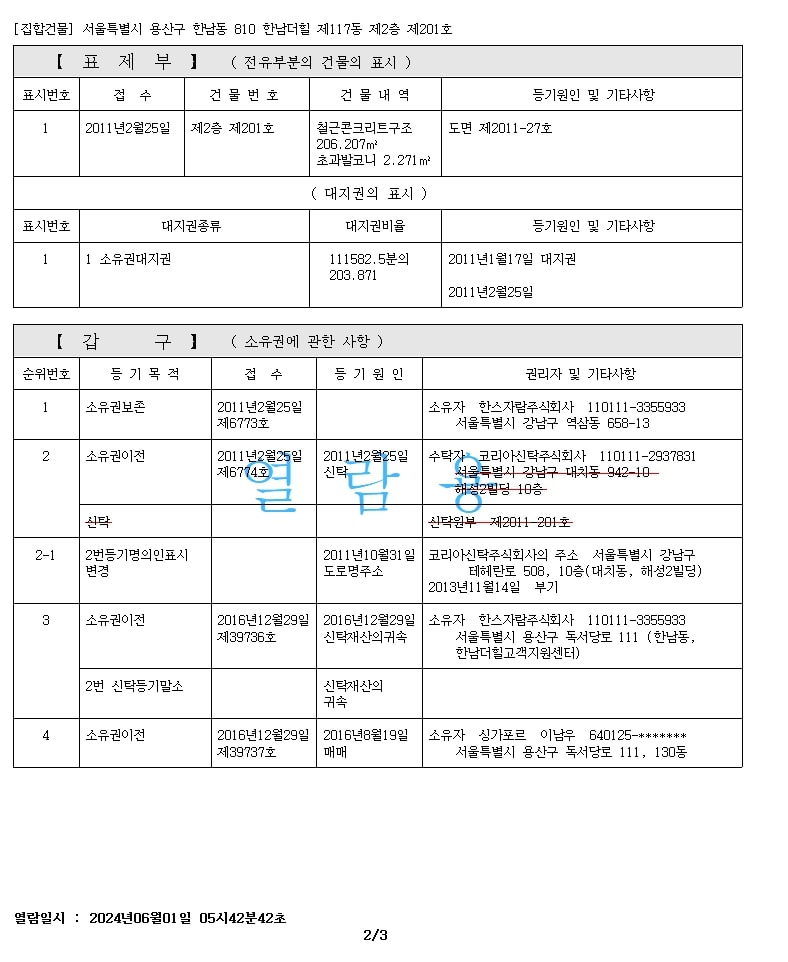 [집합건물] 서울특별시 용산구 한남동 810 한남더힐 제117동 제2층 제201호
【 표 제 부 】 ( 전유부분의 건물의 표시 )
표시번호 접 수 건 물 번 호 건 물 내 역 등기원인 및 기타사항
1 2011년2월25일 제2층 제201호 철근콘크리트구조 도면 제2011-27호
206.207㎡
초과발코니 2.271㎡
( 대지권의 표시 )
표시번호 대지권종류 대지권비율 등기원인 및 기타사항
1 1 소유권대지권 111582.5분의 2011년1월17일 대지권
203.871
2011년2월25일
【 갑 구 】 ( 소유권에 관한 사항 )
순위번호 등 기 목 적 접 수 등 기 원 인 권리자 및 기타사항
1 소유권보존 2011년2월25일 소유자 한스자람주식회사 110111-3355933
제6773호 서울특별시 강남구 역삼동 658-13
2 소유권이전 2011년2월25일 2011년2월25일 수탁자 코리아신탁주식회사 110111-2937831
제6774호 신탁 서울특별시 강남구 대치동 942-10
해성2빌딩 10층
열 람 용
신탁 신탁원부 제2011-201호
2-1 2번등기명의인표시 2011년10월31일 코리아신탁주식회사의 주소 서울특별시 강남구
변경 도로명주소 테헤란로 508, 10층(대치동, 해성2빌딩)
2013년11월14일 부기
3 소유권이전 2016년12월29일 2016년12월29일 소유자 한스자람주식회사 110111-3355933
제39736호 신탁재산의귀속 서울특별시 용산구 독서당로 111 (한남동,
한남더힐고객지원센터)
2번 신탁등기말소 신탁재산의
귀속
4 소유권이전 2016년12월29일 2016년8월19일 소유자 싱가포르 이남우 640125-*******
제39737호 매매 서울특별시 용산구 독서당로 111, 130동
열람일시 : 2024년06월01일 05시42분42초
2/3